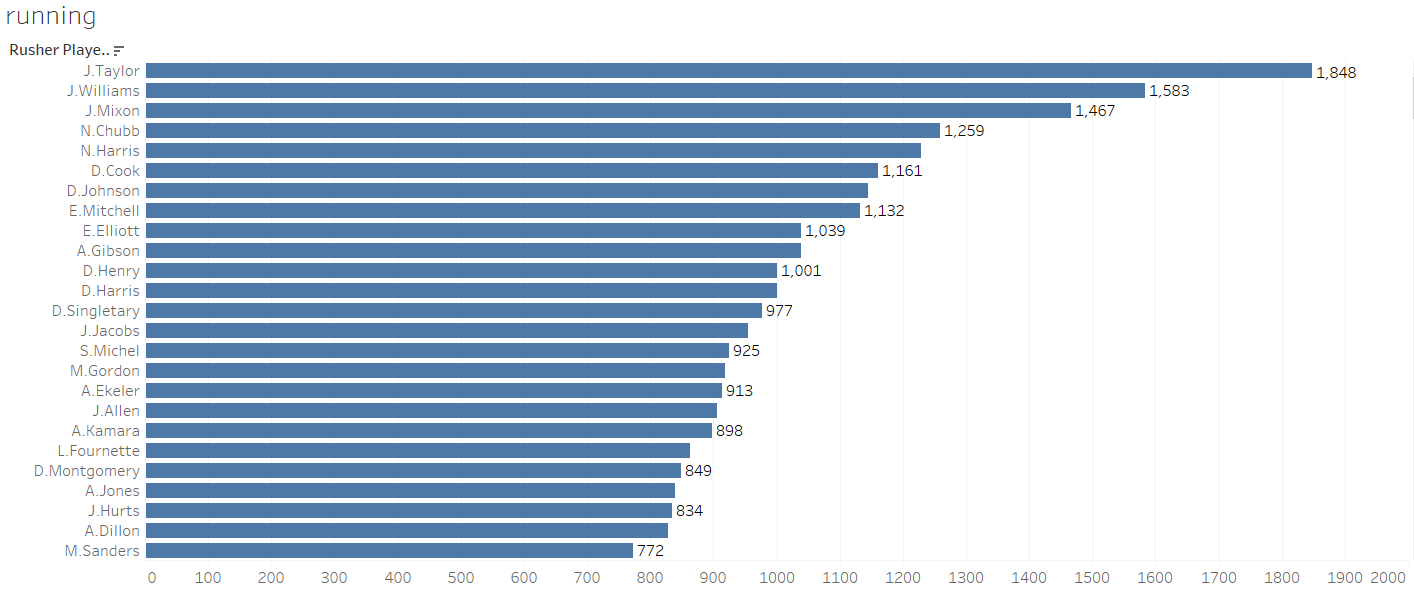 running
Rusher Playe..
J.Taylor 1,848
J.Williams 1,583
J.Mixon 1,467
N.Chubb 1,259
N.Harris
D.Cook 1,161
D.Johnson
E.Mitchell 1,132
E.Elliott 1,039
A.Gibson
D.Henry 1,001
D.Harris
D.Singletary 977
J.Jacobs
S.Michel 925
M.Gordon
A.Ekeler 913
J.Allen
A.Kamara 898
L.Fournette
D.Montgomery 849
A.Jones
J.Hurts 834
A.Dillon
M.Sanders 772
0 100 200 300 400 500 600 700 800 900 1000 1100 1200 1300 1400 1500 1600 1700 1800 1900 2000